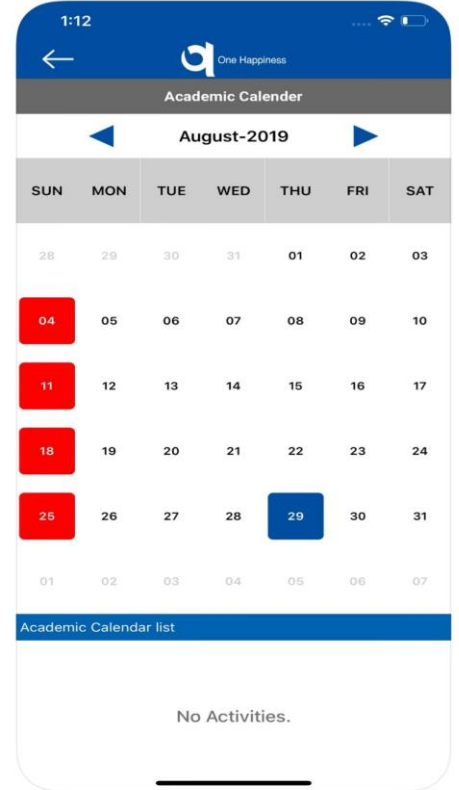 1:12
One Happiness
Academic Calender
August-2019
SUN MON TUE WED THU FRI SAT
28 29 30 31 01 02 03
04 05 06 07 08 09 10
11 12 13 14 15 16 17
18 19 20 21 22 23 24
25 26 27 28 29 30 31
01 02 03 04 05 06 07
Academic Calendar list
No Activities.